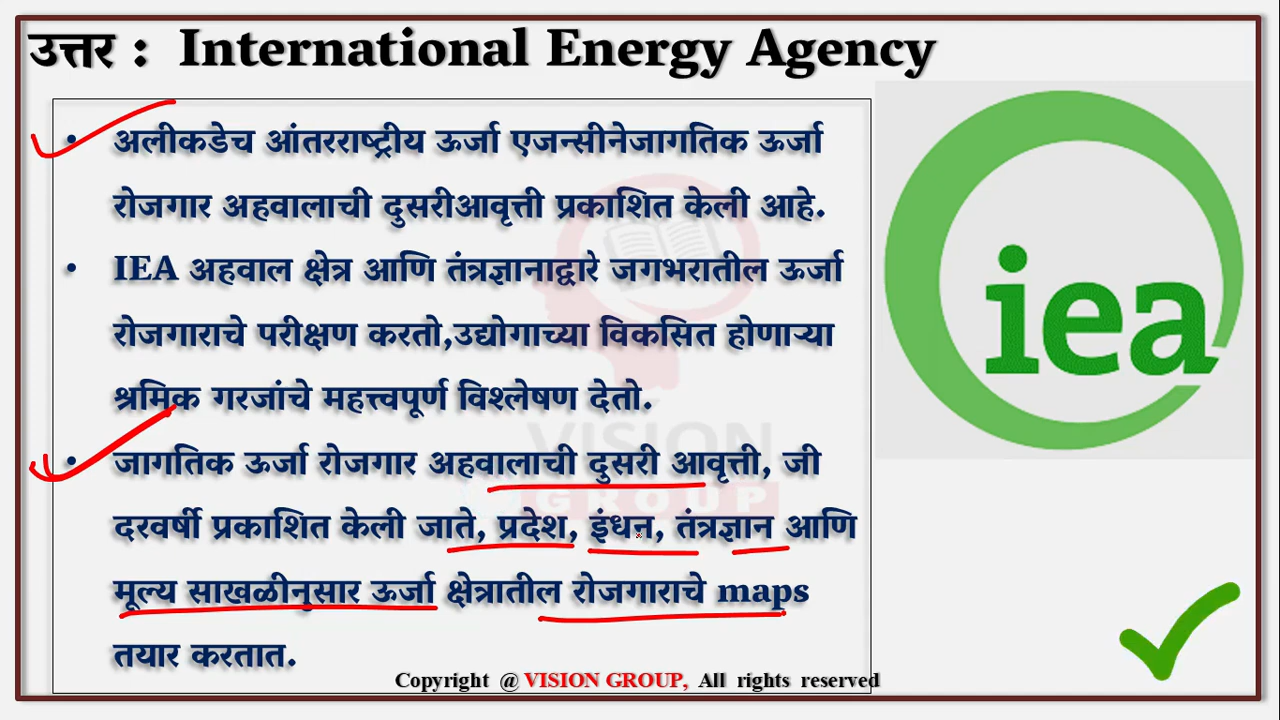 उत्तर : International Energy Agency
• अलीकडेच आंतरराष्ट्रीय ऊर्जा एजन्सीनेजागतिक ऊर्जा
रोजगार अहवालाची दुसरीआवृत्ती प्रकाशित केली आहे.
• IEA अहवाल क्षेत्र आणि तंत्रज्ञानाद्वारे जगभरातील ऊर्जा
रोजगाराचे परीक्षण करतो,उद्योगाच्या विकसित होणाऱ्या
श्रमिक गरजांचे महत्त्वपूर्ण विश्लेषण देतो.
• जागतिक ऊर्जा रोजगार अहवालाची दुसरी आवृत्ती, जी
दरवर्षी प्रकाशित केली जाते, प्रदेश, इंधन, तंत्रज्ञान आणि
मूल्य साखळीनुसार ऊर्जा क्षेत्रातील रोजगाराचे maps
तयार करतात.
iea
VISION
GROUP
Copyright @ VISION GROUP, All rights reserved